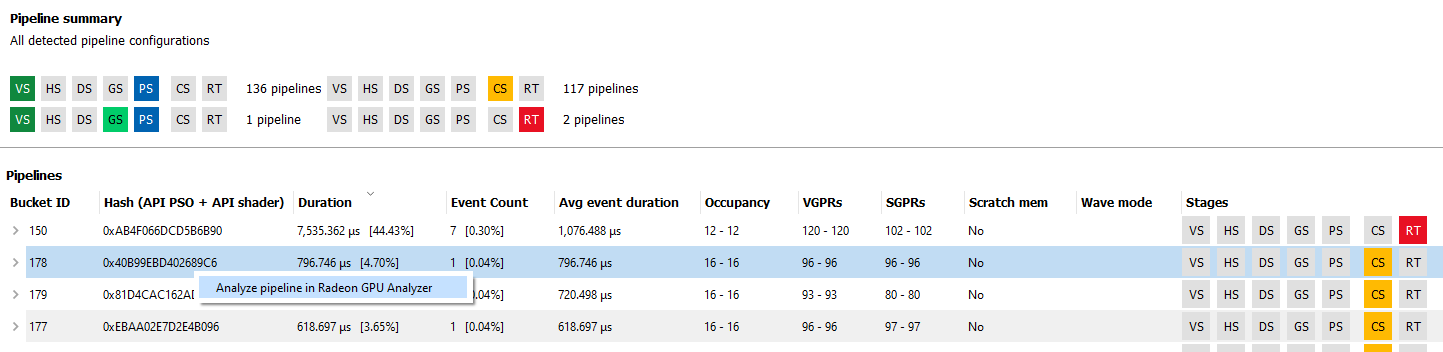 Pipeline summary
All detected pipeline configurations
VS HS DS GS PS CS RT 136 pipelines VS HS DS GS PS CS RT 117 pipelines
VS HS DS GS PS CS RT 1 pipeline VS HS DS GS PS CS RT 2 pipelines
Pipelines
Bucket ID Hash (API PSO + API shader) Duration Event Count Avg event duration Occupancy VGPRs SGPRs Scratch mem Wave mode Stages
150 0xAB4F066DCD5B6B90 7,535.362 μs [44.43%] 7 [0.30%] 1,076.488 μs 12 - 12 120 - 120 102 - 102 No VS HS DS GS PS CS RT
178 0x40B99EBD402689C6 796.746 μs [4.70%] 1 [0.04%] 796.746 μs 16 - 16 96 - 96 96 - 96 No VS HS DS GS PS CS RT
Analyze pipeline in Radeon GPU Analyzer
179 0x81D4CAC162A 0.04%] 720.498 μs 16 - 16 93 - 93 80 - 80 No VS HS DS GS PS CS RT
177 0xEBAA02E7D2E4B096 618.697 μs [3.65%] 1 [0.04%] 618.697 μs 16 - 16 96 - 96 97 - 97 No VS HS DS GS PS CS RT